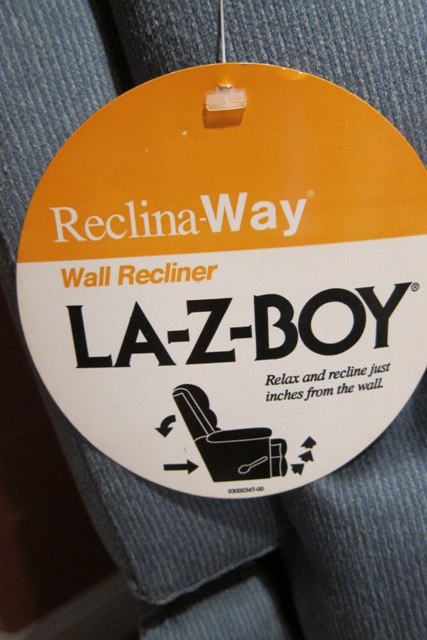 Reclina-Way®
Wall Recliner
LA-Z-BOY®
Relax and recline just
inches from the wall.
93000347-00